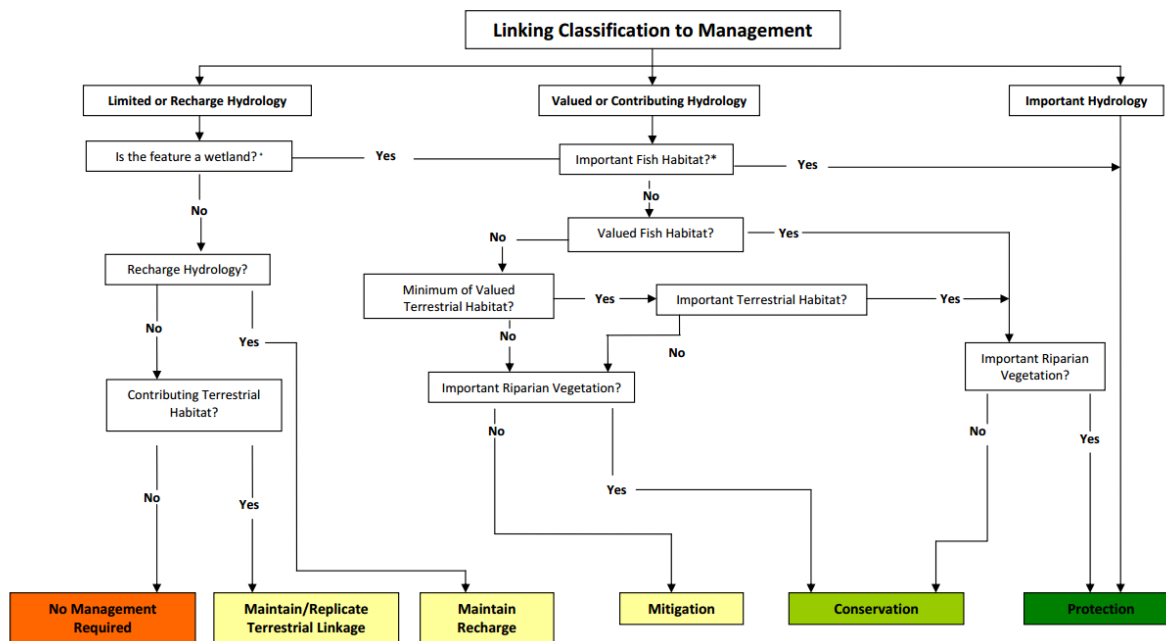 Linking Classification to Management
Limited or Recharge Hydrology
Valued or Contributing Hydrology
Important Hydrology
Is the feature a wetland?*
Yes
Important Fish Habitat?*
Yes
No
No
Valued Fish Habitat?
No
Yes
Recharge Hydrology?
Minimum of Valued
Terrestrial Habitat?
Yes
Important Terrestrial Habitat?
Yes
No
Yes
No
No
Important Riparian
Vegetation?
Contributing Terrestrial
Habitat?
Important Riparian Vegetation?
No
No
Yes
No
Yes
Yes
No Management
Required
Maintain/Replicate
Terrestrial Linkage
Maintain
Recharge
Mitigation
Conservation
Protection